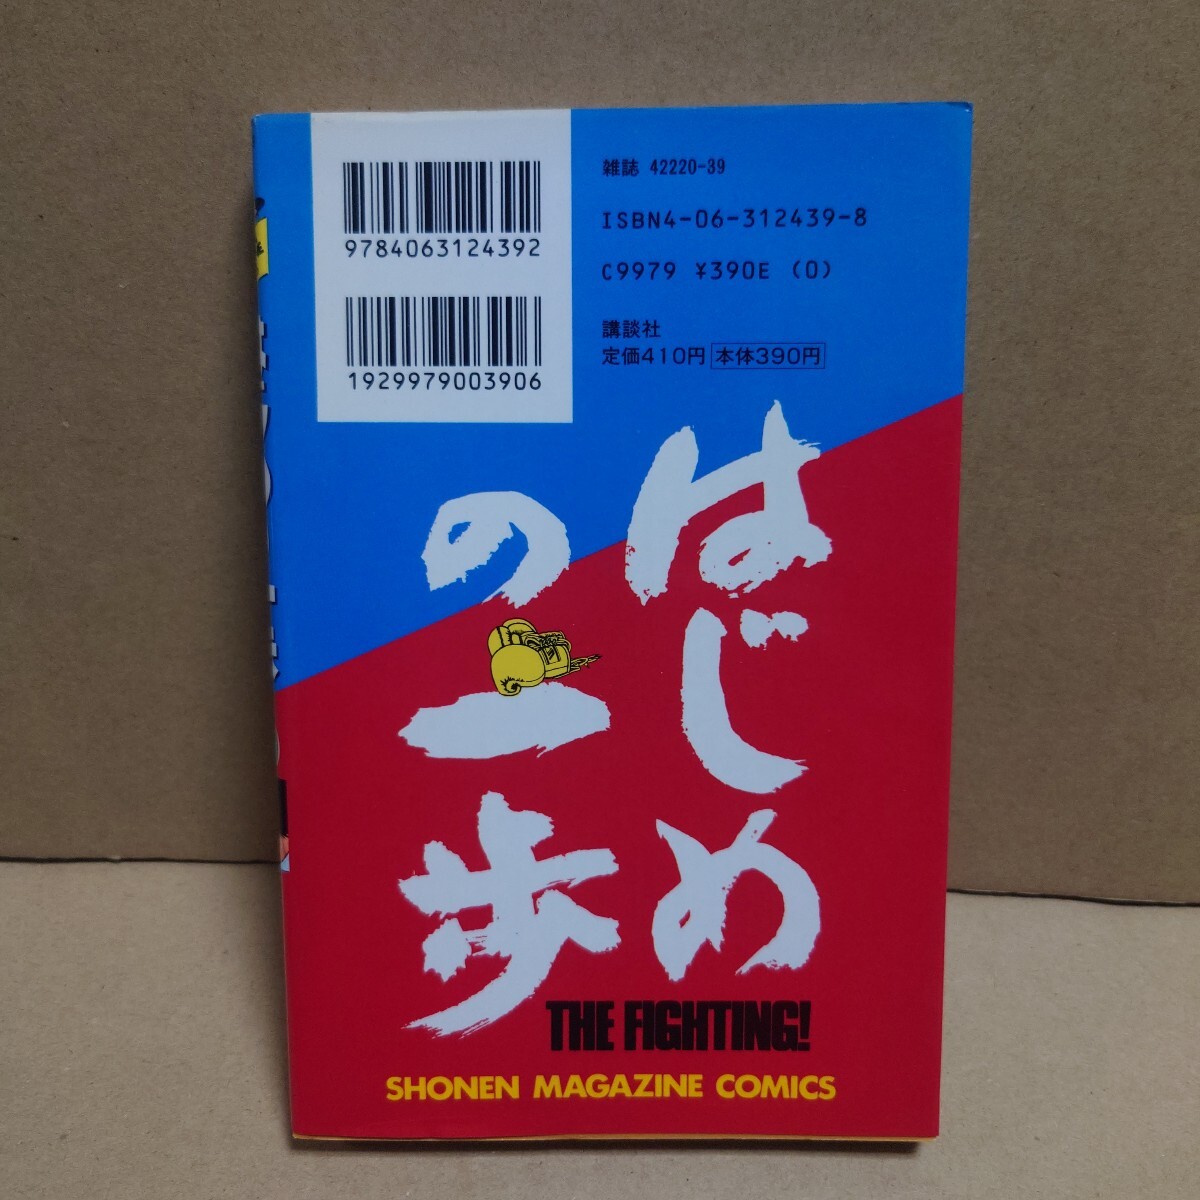 9784063124392
1929979003906
雑誌 42220-39
ISBN4-06-312439-8
C9979 ¥390E (0)
講談社
定価410円 本体390円
はじめ
の一歩
THE FIGHTING!
SHONEN MAGAZINE COMICS